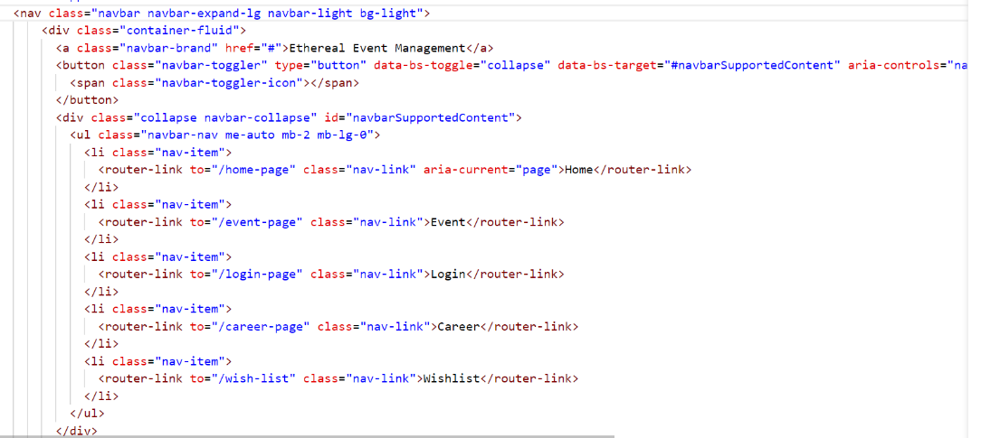 <nav class="navbar navbar-expand-lg navbar-light bg-light">
<div class="container-fluid">
<a class="navbar-brand" href="#">Ethereal Event Management</a>
<button class="navbar-toggler" type="button" data-bs-toggle="collapse" data-bs-target="#navbarSupportedContent" aria-controls="na
<span class="navbar-toggler-icon"></span>
</button>
<div class="collapse navbar-collapse" id="navbarSupportedContent">
<ul class="navbar-nav me-auto mb-2 mb-lg-0">
<li class="nav-item">
<router-link to="/home-page" class="nav-link" aria-current="page">Home</router-link>
</li>
<li class="nav-item">
<router-link to="/event-page" class="nav-link">Event</router-link>
</li>
<li class="nav-item">
<router-link to="/login-page" class="nav-link">Login</router-link>
</li>
<li class="nav-item">
<router-link to="/career-page" class="nav-link">Career</router-link>
</li>
<li class="nav-item">
<router-link to="/wish-list" class="nav-link">Wishlist</router-link>
</li>
</ul>
</div>